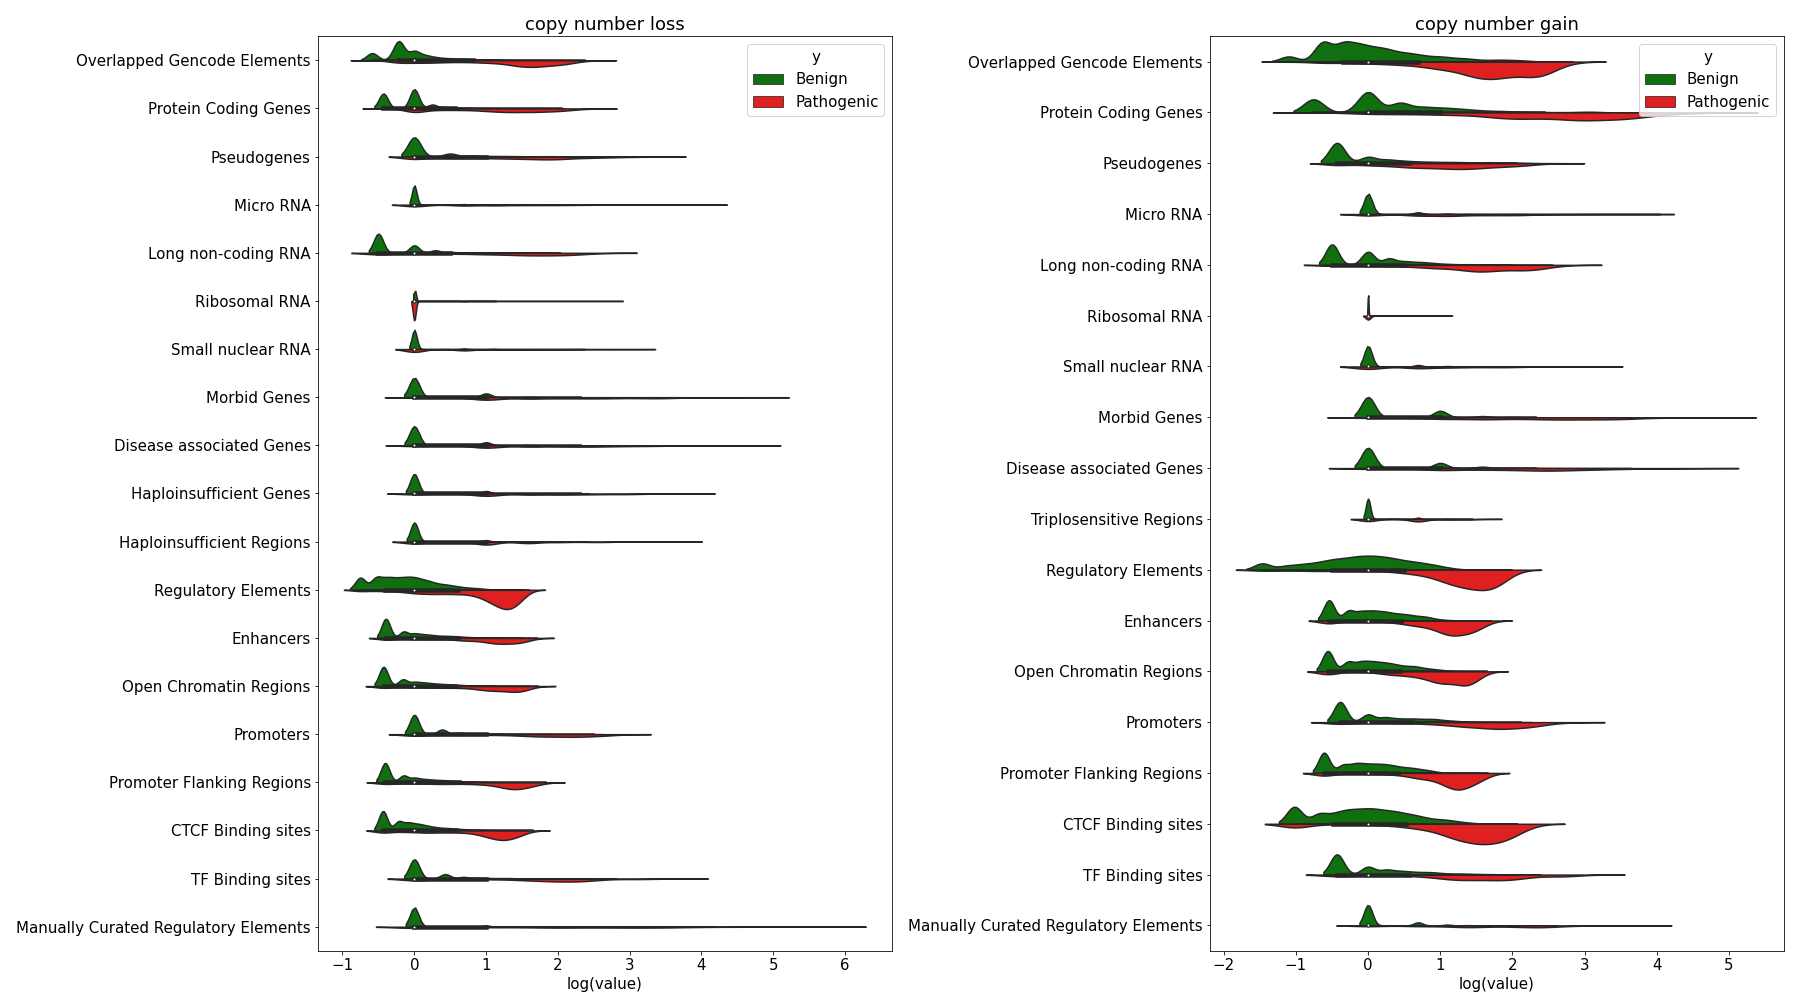 copy number loss
Overlapped Gencode Elements
Protein Coding Genes
Pseudogenes
Micro RNA
Long non-coding RNA
Ribosomal RNA
Small nuclear RNA
Morbid Genes
Disease associated Genes
Haploinsufficient Genes
Haploinsufficient Regions
Regulatory Elements
Enhancers
Open Chromatin Regions
Promoters
Promoter Flanking Regions
CTCF Binding sites
TF Binding sites
Manually Curated Regulatory Elements
y
Benign
Pathogenic
−1 0 1 2 3 4 5 6
log(value)
copy number gain
Overlapped Gencode Elements
Protein Coding Genes
Pseudogenes
Micro RNA
Long non-coding RNA
Ribosomal RNA
Small nuclear RNA
Morbid Genes
Disease associated Genes
Triplosensitive Regions
Regulatory Elements
Enhancers
Open Chromatin Regions
Promoters
Promoter Flanking Regions
CTCF Binding sites
TF Binding sites
Manually Curated Regulatory Elements
y
Benign
Pathogenic
−2 −1 0 1 2 3 4 5
log(value)